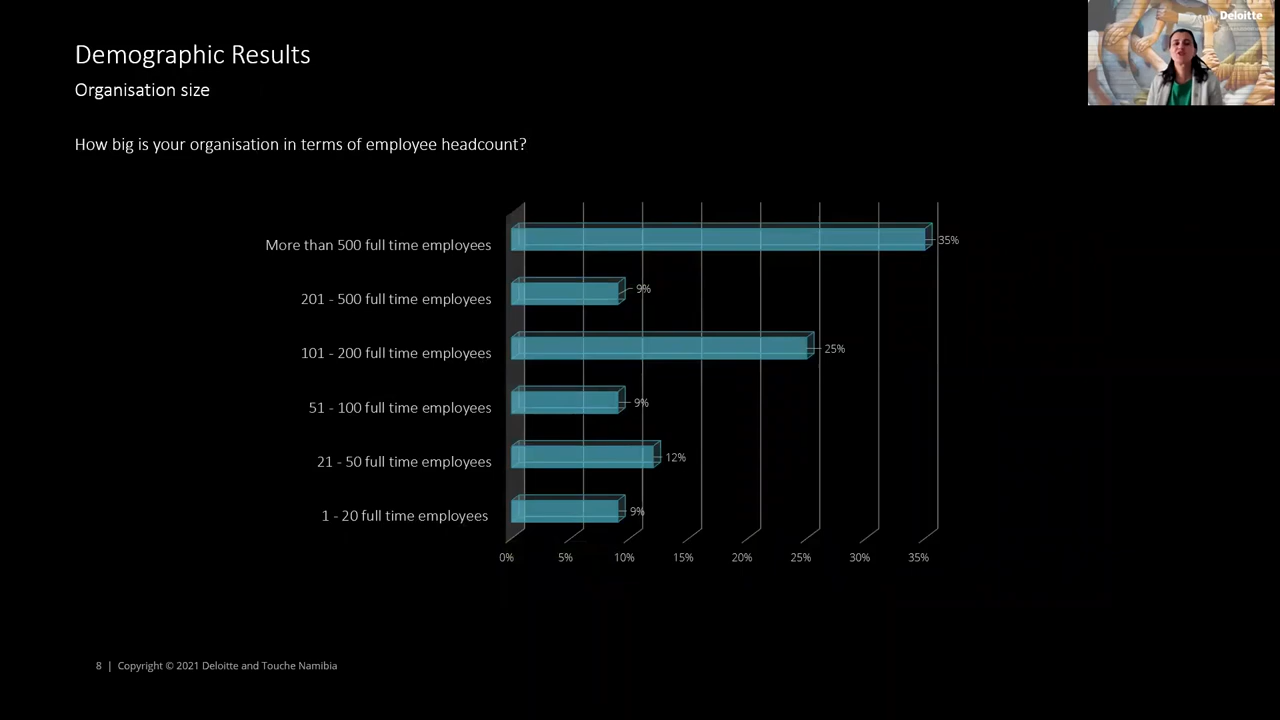 Deloitte
Demographic Results
Organisation size
How big is your organisation in terms of employee headcount?
More than 500 full time employees 35%
201 - 500 full time employees 9%
101 - 200 full time employees 25%
51 - 100 full time employees 9%
21 - 50 full time employees 12%
1 - 20 full time employees 9%
0% 5% 10% 15% 20% 25% 30% 35%
8 | Copyright © 2021 Deloitte and Touche Namibia